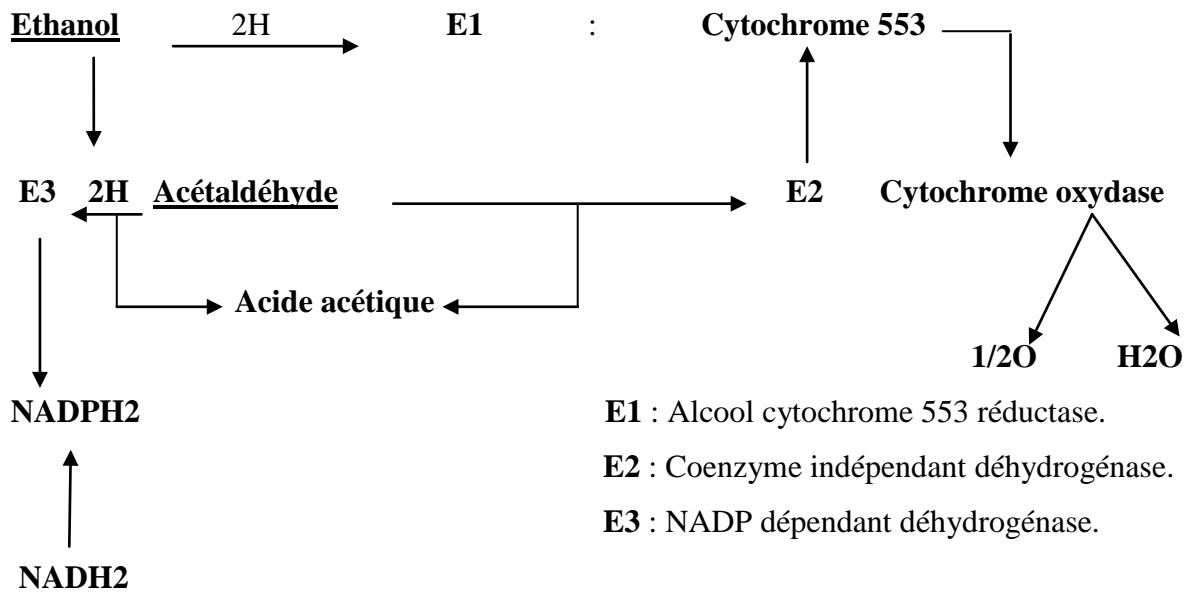 Ethanol 2H E1 : Cytochrome 553
E3 2H Acétaldéhyde E2 Cytochrome oxydase
Acide acétique
1/2O H2O
NADPH2 E1 : Alcool cytochrome 553 réductase.
E2 : Coenzyme indépendant déhydrogénase.
E3 : NADP dépendant déhydrogénase.
NADH2